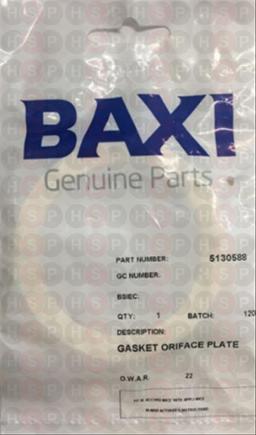 BAXI
Genuine Parts
PART NUMBER: 5130588
GC NUMBER:
BSIEC:
QTY: 1 BATCH: 120
DESCRIPTION:
GASKET ORIFACE PLATE
O.W.A.R. 22